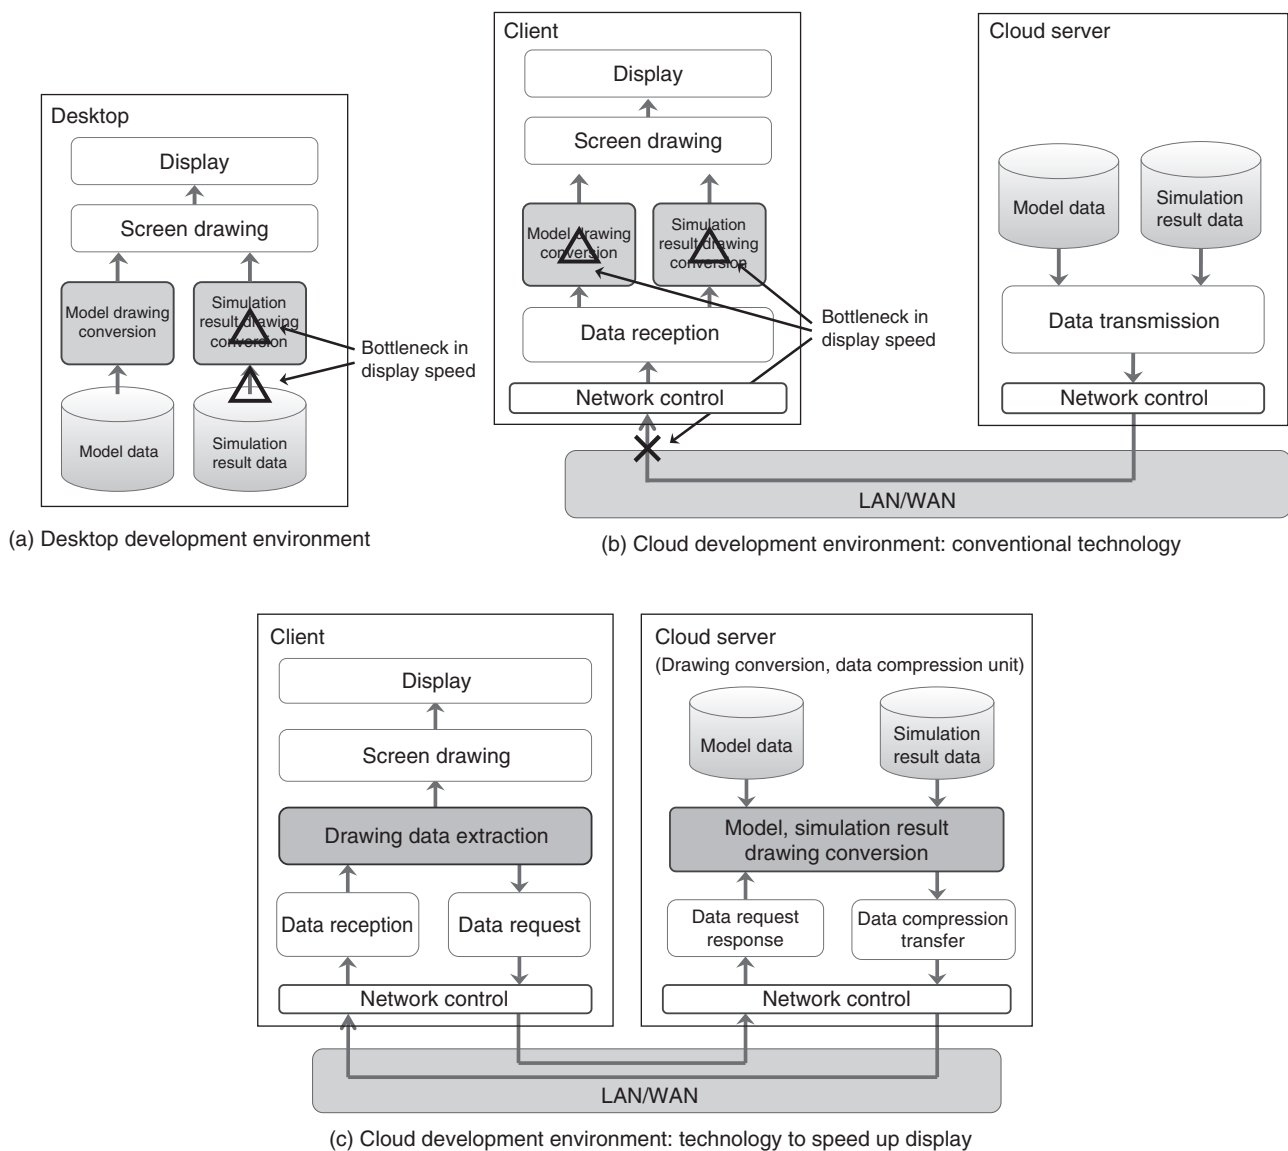 Desktop
Display
Screen drawing
Model drawing
conversion
Simulation
result drawing
conversion
Model data
Simulation
result data
Bottleneck in
display speed
(a) Desktop development environment
Client
Display
Screen drawing
Model drawing
conversion
Simulation
result drawing
conversion
Data reception
Network control
Bottleneck in
display speed
Cloud server
Model data
Simulation
result data
Data transmission
Network control
LAN/WAN
(b) Cloud development environment: conventional technology
Client
Display
Screen drawing
Drawing data extraction
Data reception
Data request
Network control
Cloud server
(Drawing conversion, data compression unit)
Model data
Simulation
result data
Model, simulation result
drawing conversion
Data request
response
Data compression
transfer
Network control
LAN/WAN
(c) Cloud development environment: technology to speed up display